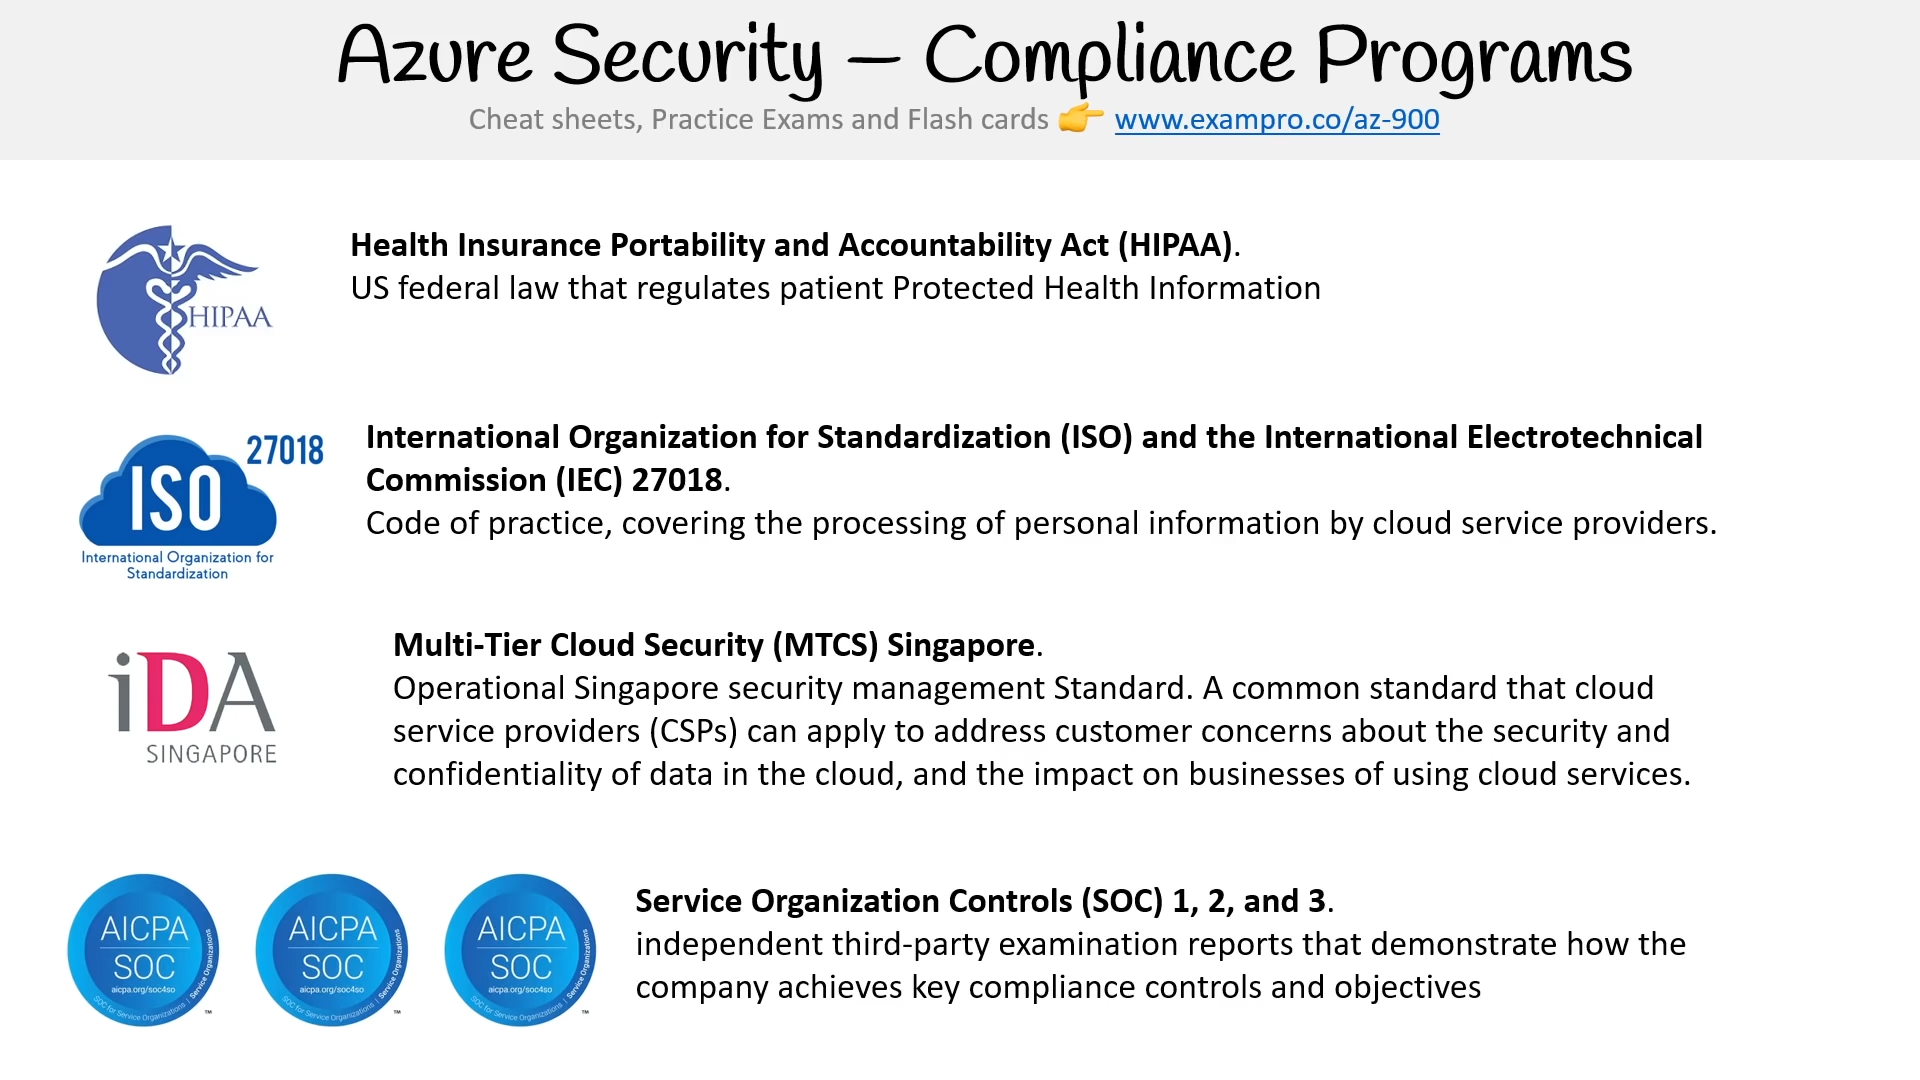 Azure Security – Compliance Programs
Cheat sheets, Practice Exams and Flash cards 👉 www.exampro.co/az-900
HIPAA
Health Insurance Portability and Accountability Act (HIPAA).
US federal law that regulates patient Protected Health Information
27018
ISO
International Organization for
Standardization
International Organization for Standardization (ISO) and the International Electrotechnical
Commission (IEC) 27018.
Code of practice, covering the processing of personal information by cloud service providers.
iDA
SINGAPORE
Multi-Tier Cloud Security (MTCS) Singapore.
Operational Singapore security management Standard. A common standard that cloud
service providers (CSPs) can apply to address customer concerns about the security and
confidentiality of data in the cloud, and the impact on businesses of using cloud services.
AICPA
SOC
aicpa.org/soc4so
SOC for Service Organizations | Service Organizations
™
AICPA
SOC
aicpa.org/soc4so
SOC for Service Organizations | Service Organizations
™
AICPA
SOC
aicpa.org/soc4so
SOC for Service Organizations | Service Organizations
™
Service Organization Controls (SOC) 1, 2, and 3.
independent third-party examination reports that demonstrate how the
company achieves key compliance controls and objectives